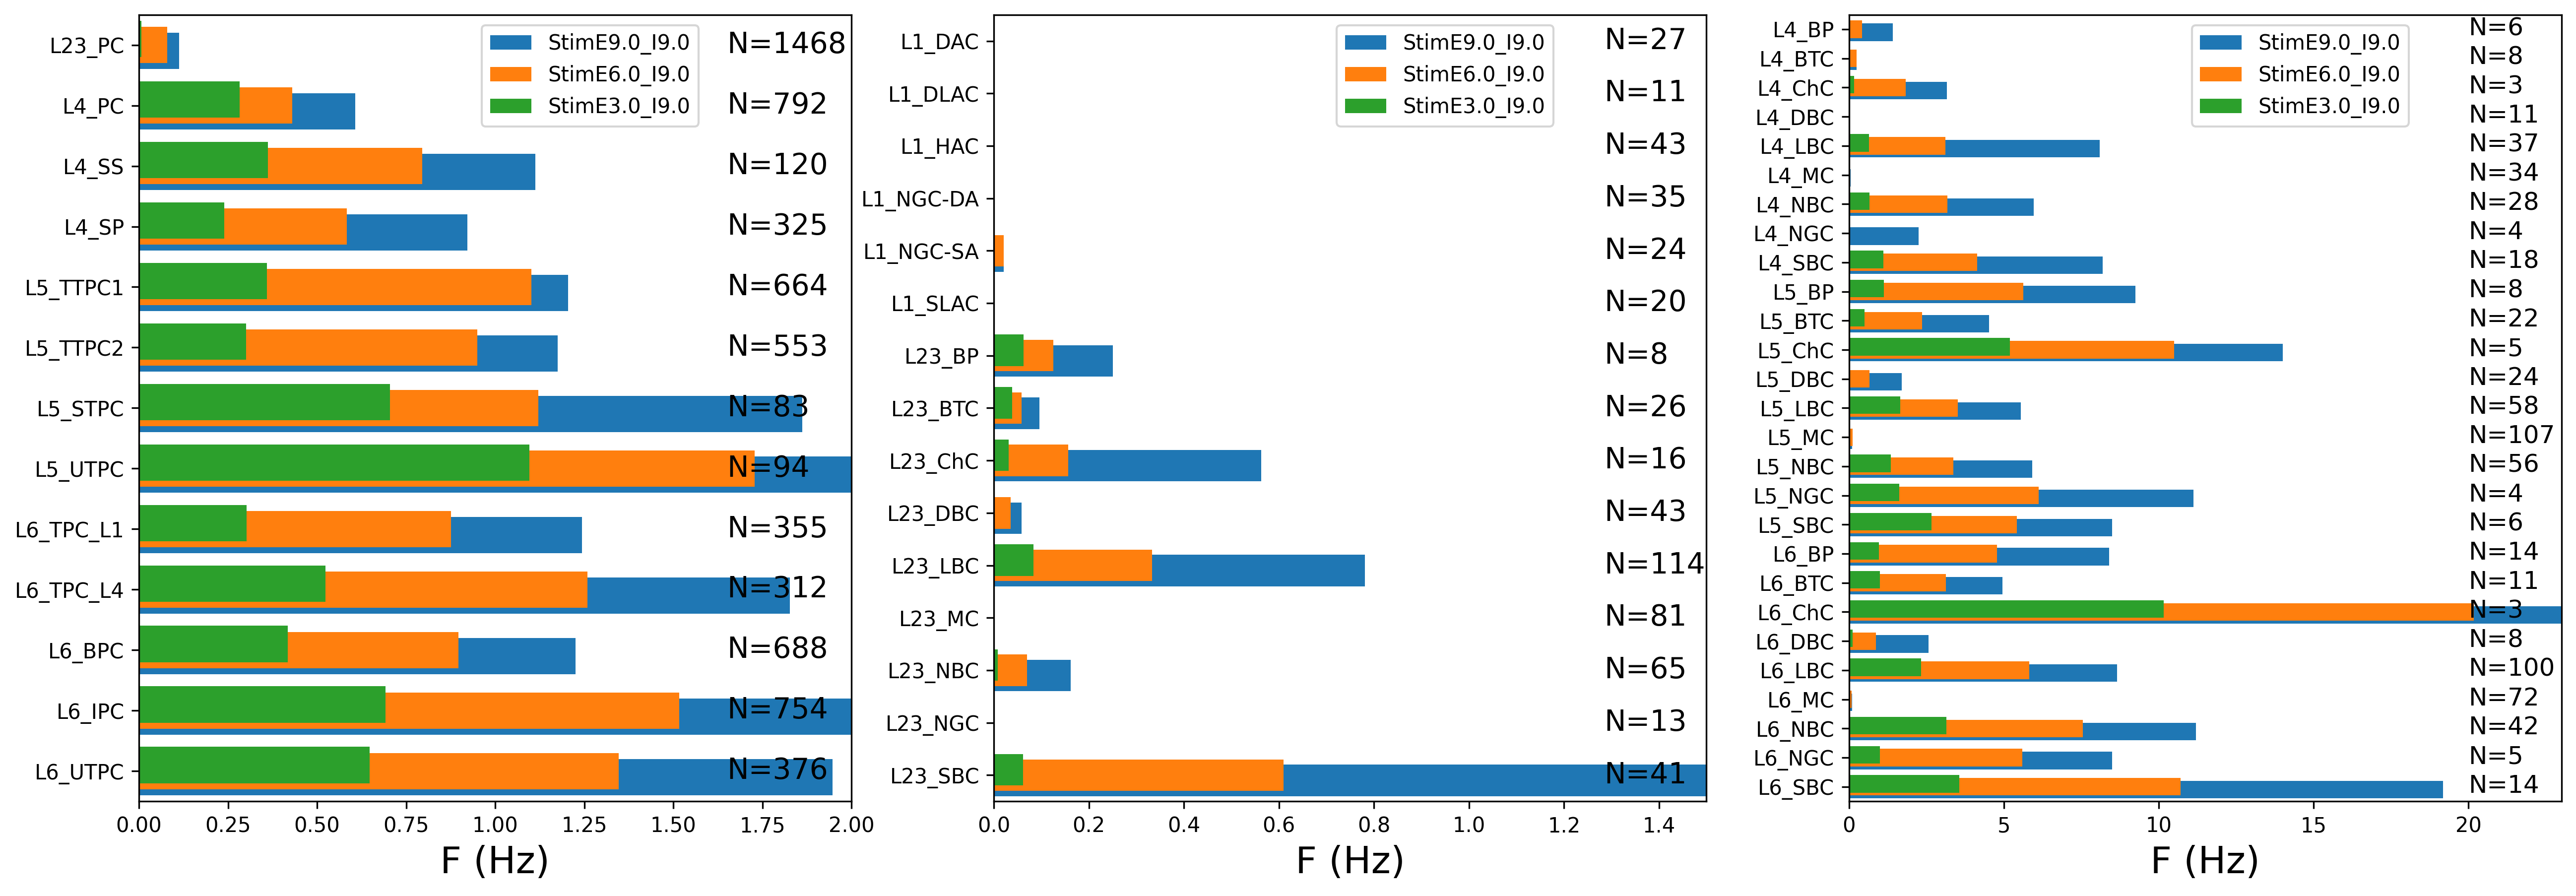 L23_PC
L4_PC
L4_SS
L4_SP
L5_TTPC1
L5_TTPC2
L5_STPC
L5_UTPC
L6_TPC_L1
L6_TPC_L4
L6_BPC
L6_IPC
L6_UTPC
StimE9.0_I9.0
StimE6.0_I9.0
StimE3.0_I9.0
N=1468
N=792
N=120
N=325
N=664
N=553
N=83
N=94
N=355
N=312
N=688
N=754
N=376
0.00 0.25 0.50 0.75 1.00 1.25 1.50 1.75 2.00
F (Hz)
L1_DAC
L1_DLAC
L1_HAC
L1_NGC-DA
L1_NGC-SA
L1_SLAC
L23_BP
L23_BTC
L23_ChC
L23_DBC
L23_LBC
L23_MC
L23_NBC
L23_NGC
L23_SBC
StimE9.0_I9.0
StimE6.0_I9.0
StimE3.0_I9.0
N=27
N=11
N=43
N=35
N=24
N=20
N=8
N=26
N=16
N=43
N=114
N=81
N=65
N=13
N=41
0.0 0.2 0.4 0.6 0.8 1.0 1.2 1.4
F (Hz)
L4_BP
L4_BTC
L4_ChC
L4_DBC
L4_LBC
L4_MC
L4_NBC
L4_NGC
L4_SBC
L5_BP
L5_BTC
L5_ChC
L5_DBC
L5_LBC
L5_MC
L5_NBC
L5_NGC
L5_SBC
L6_BP
L6_BTC
L6_ChC
L6_DBC
L6_LBC
L6_MC
L6_NBC
L6_NGC
L6_SBC
StimE9.0_I9.0
StimE6.0_I9.0
StimE3.0_I9.0
N=6
N=8
N=3
N=11
N=37
N=34
N=28
N=4
N=18
N=8
N=22
N=5
N=24
N=58
N=107
N=56
N=4
N=6
N=14
N=11
N=3
N=8
N=100
N=72
N=42
N=5
N=14
0 5 10 15 20
F (Hz)